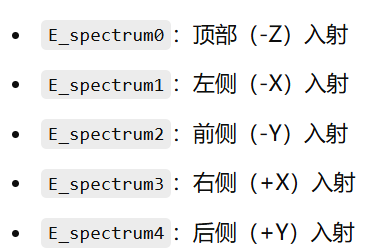 E_spectrum0：顶部（-Z）入射
E_spectrum1：左侧（-X）入射
E_spectrum2：前侧（-Y）入射
E_spectrum3：右侧（+X）入射
E_spectrum4：后侧（+Y）入射